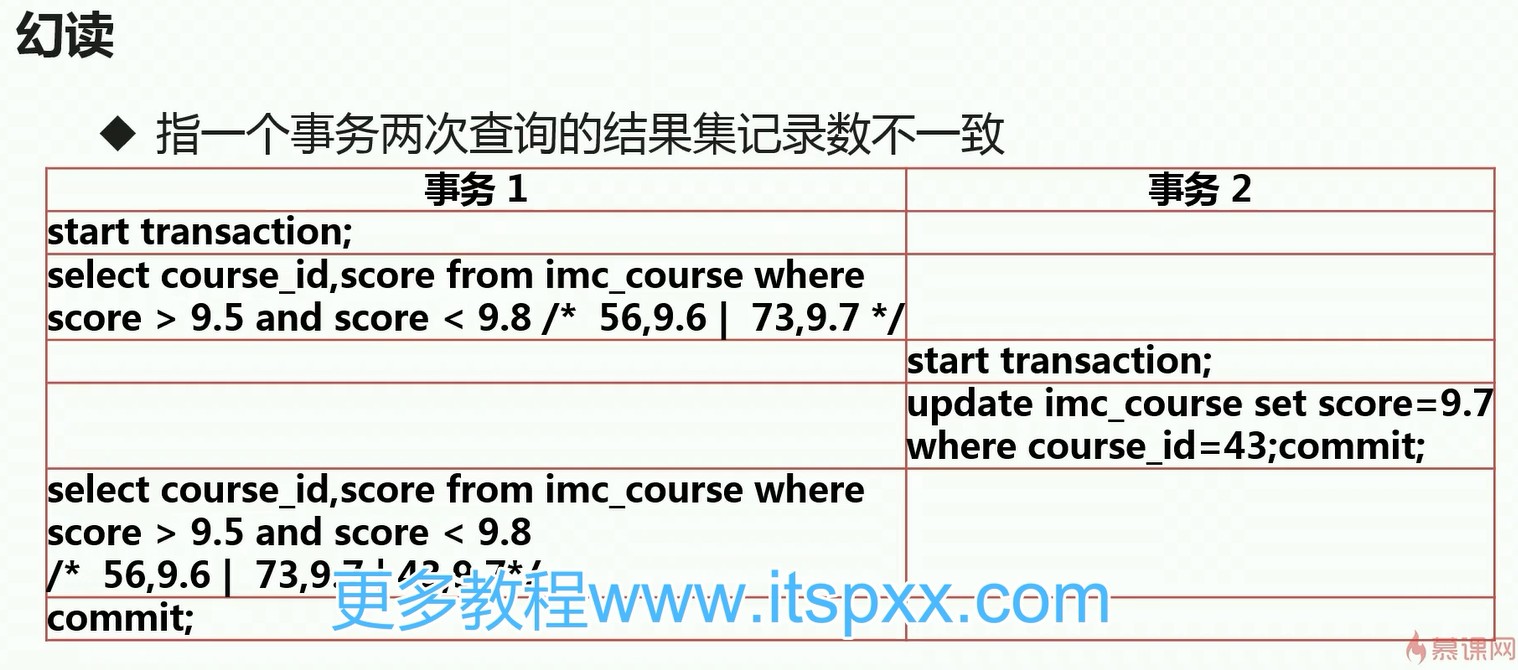 幻读
◆ 指一个事务两次查询的结果集记录数不一致
事务 1
事务 2
start transaction;
select course_id,score from imc_course where
score > 9.5 and score < 9.8 /*  56,9.6 |  73,9.7 */
start transaction;
update imc_course set score=9.7
where course_id=43;commit;
select course_id,score from imc_course where
score > 9.5 and score < 9.8
/*  56,9.6 |  73,9.7 | 43,9.7*/
更多教程www.itspxx.com
commit;
慕课网